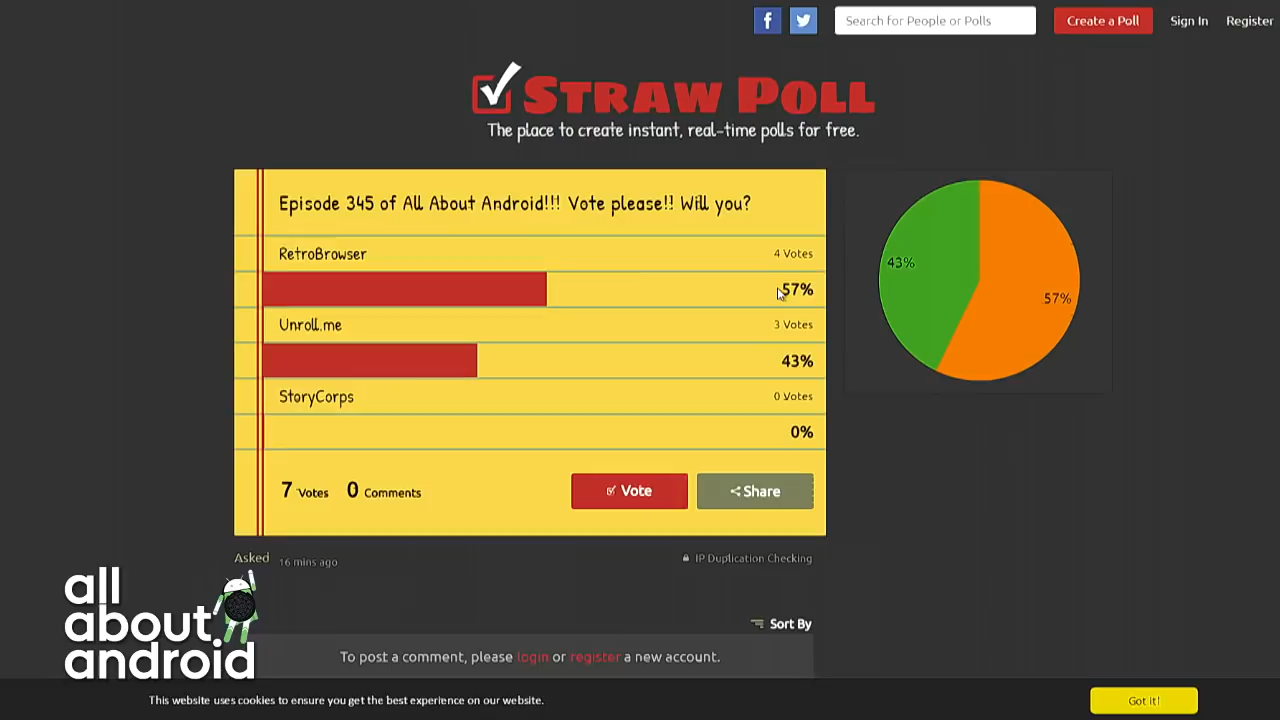 f
Search for People or Polls
Create a Poll
Sign In
Register
STRAW POLL
The place to create instant, real-time polls for free.
Episode 345 of All About Android!!! Vote please!! Will you?
RetroBrowser
4 Votes
57%
Unroll.me
3 Votes
43%
StoryCorps
0 Votes
0%
7 Votes
0 Comments
Vote
Share
43%
57%
Asked
16 mins ago
IP Duplication Checking
all
about
android
Sort By
To post a comment, please login or register a new account.
This website uses cookies to ensure you get the best experience on our website.
Got it!